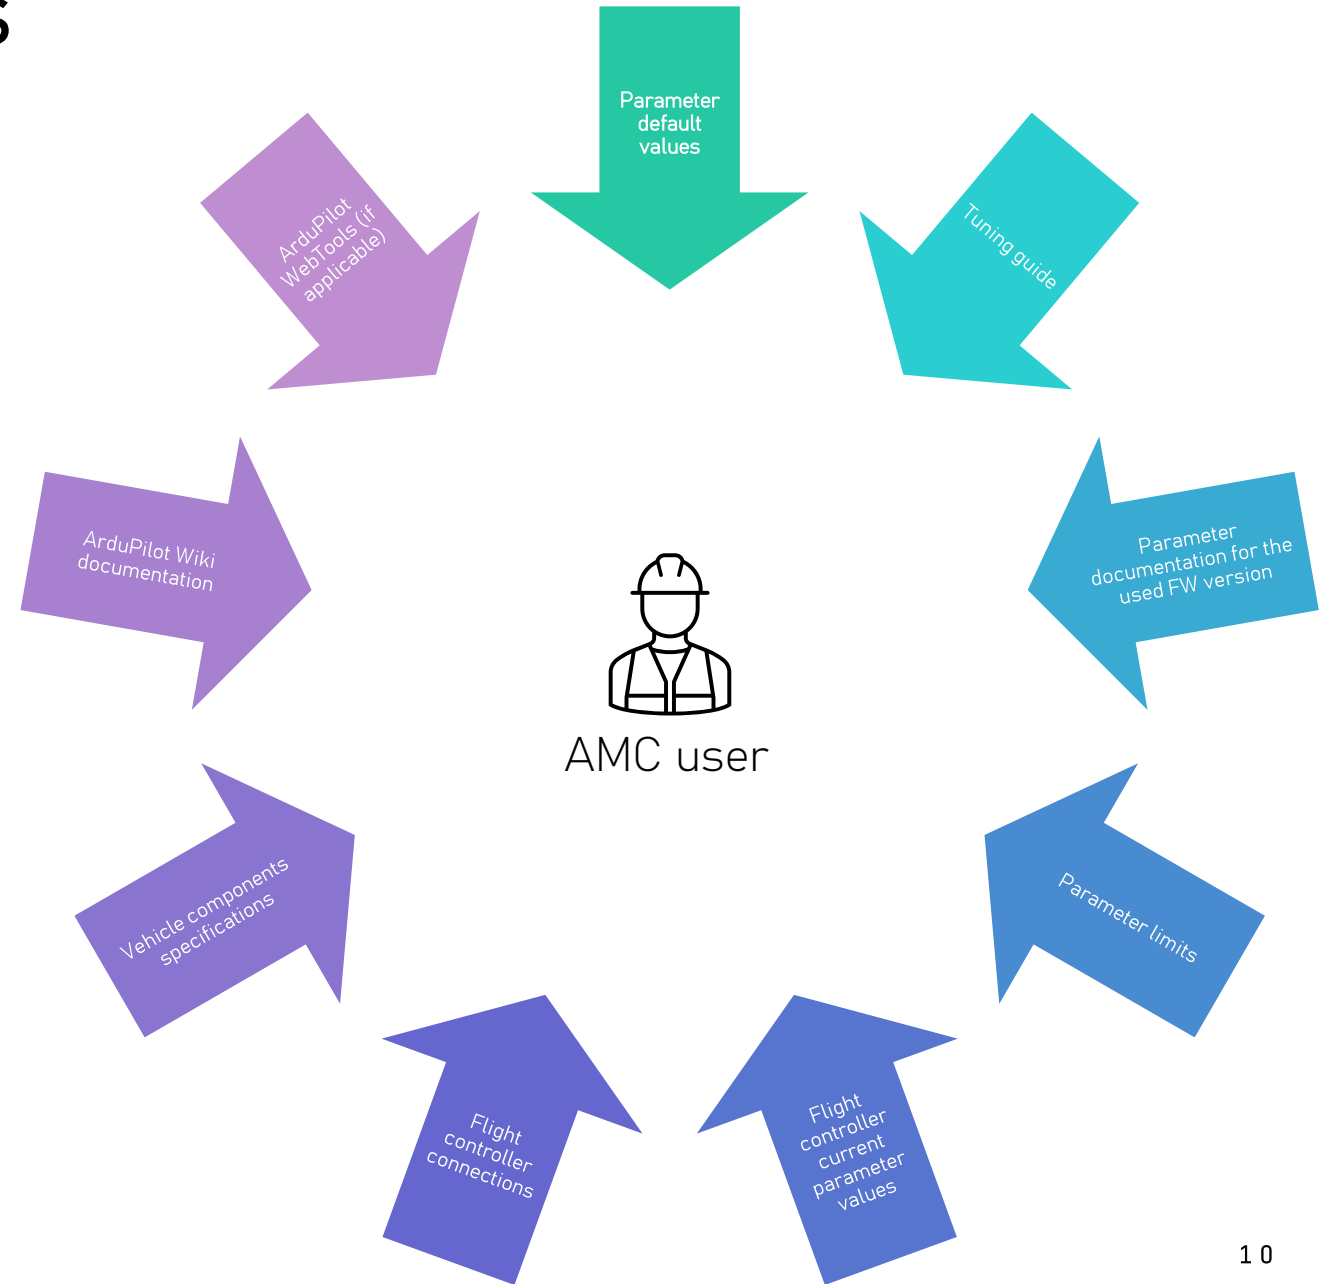 s
Parameter
default
values
Tuning guide
Parameter
documentation for the
used FW version
Parameter limits
Flight
controller
current
parameter
values
Flight
controller
connections
Vehicle components
specifications
ArduPilot Wiki
documentation
ArduPilot
WebTools (if
applicable)
AMC user
10